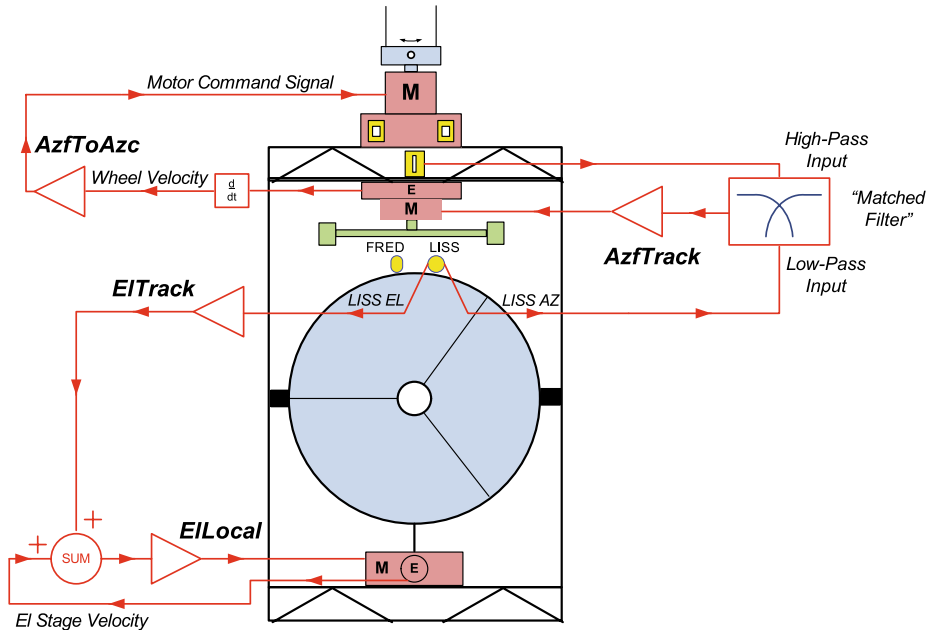 Motor Command Signal
M
AzfToAzc
High-Pass
Input
Wheel Velocity
d
dt
E
M
"Matched
Filter"
AzfTrack
FRED
LISS
Low-Pass
Input
ElTrack
LISS EL
LISS AZ
+
+
ElLocal
SUM
M
E
El Stage Velocity